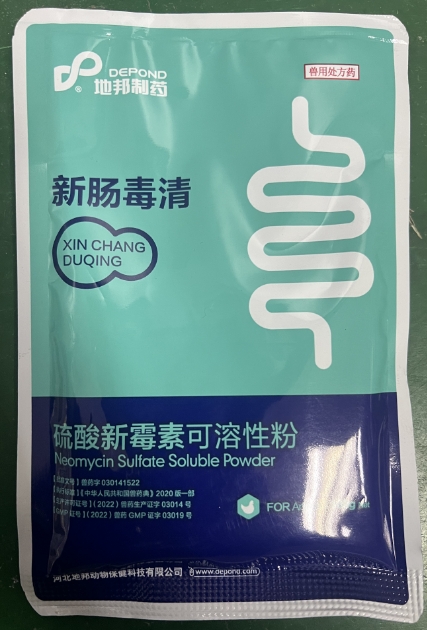 DEPOND
地邦制药
®
兽用处方药
新肠毒清
XIN CHANG
DUQING
硫酸新霉素可溶性粉
Neomycin Sulfate Soluble Powder
兽药字 030141522
《中华人民共和国兽药典》2020 版一部
（2022）兽药生产证字 03014 号
（2022）兽药 GMP 证字 03019 号
FOR
河北地邦动物保健科技有限公司
www.depond.com